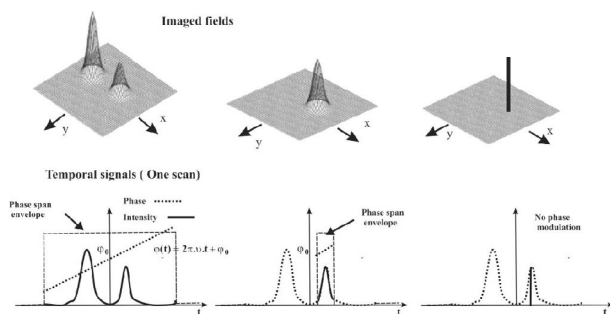 Imaged fields
y x
y x
y x
Temporal signals ( One scan)
Phase span envelope
Phase
Intensity
φ₀
φ(t) = 2π.υ.t + φ₀
t
Phase span envelope
φ₀
t
No phase modulation
t